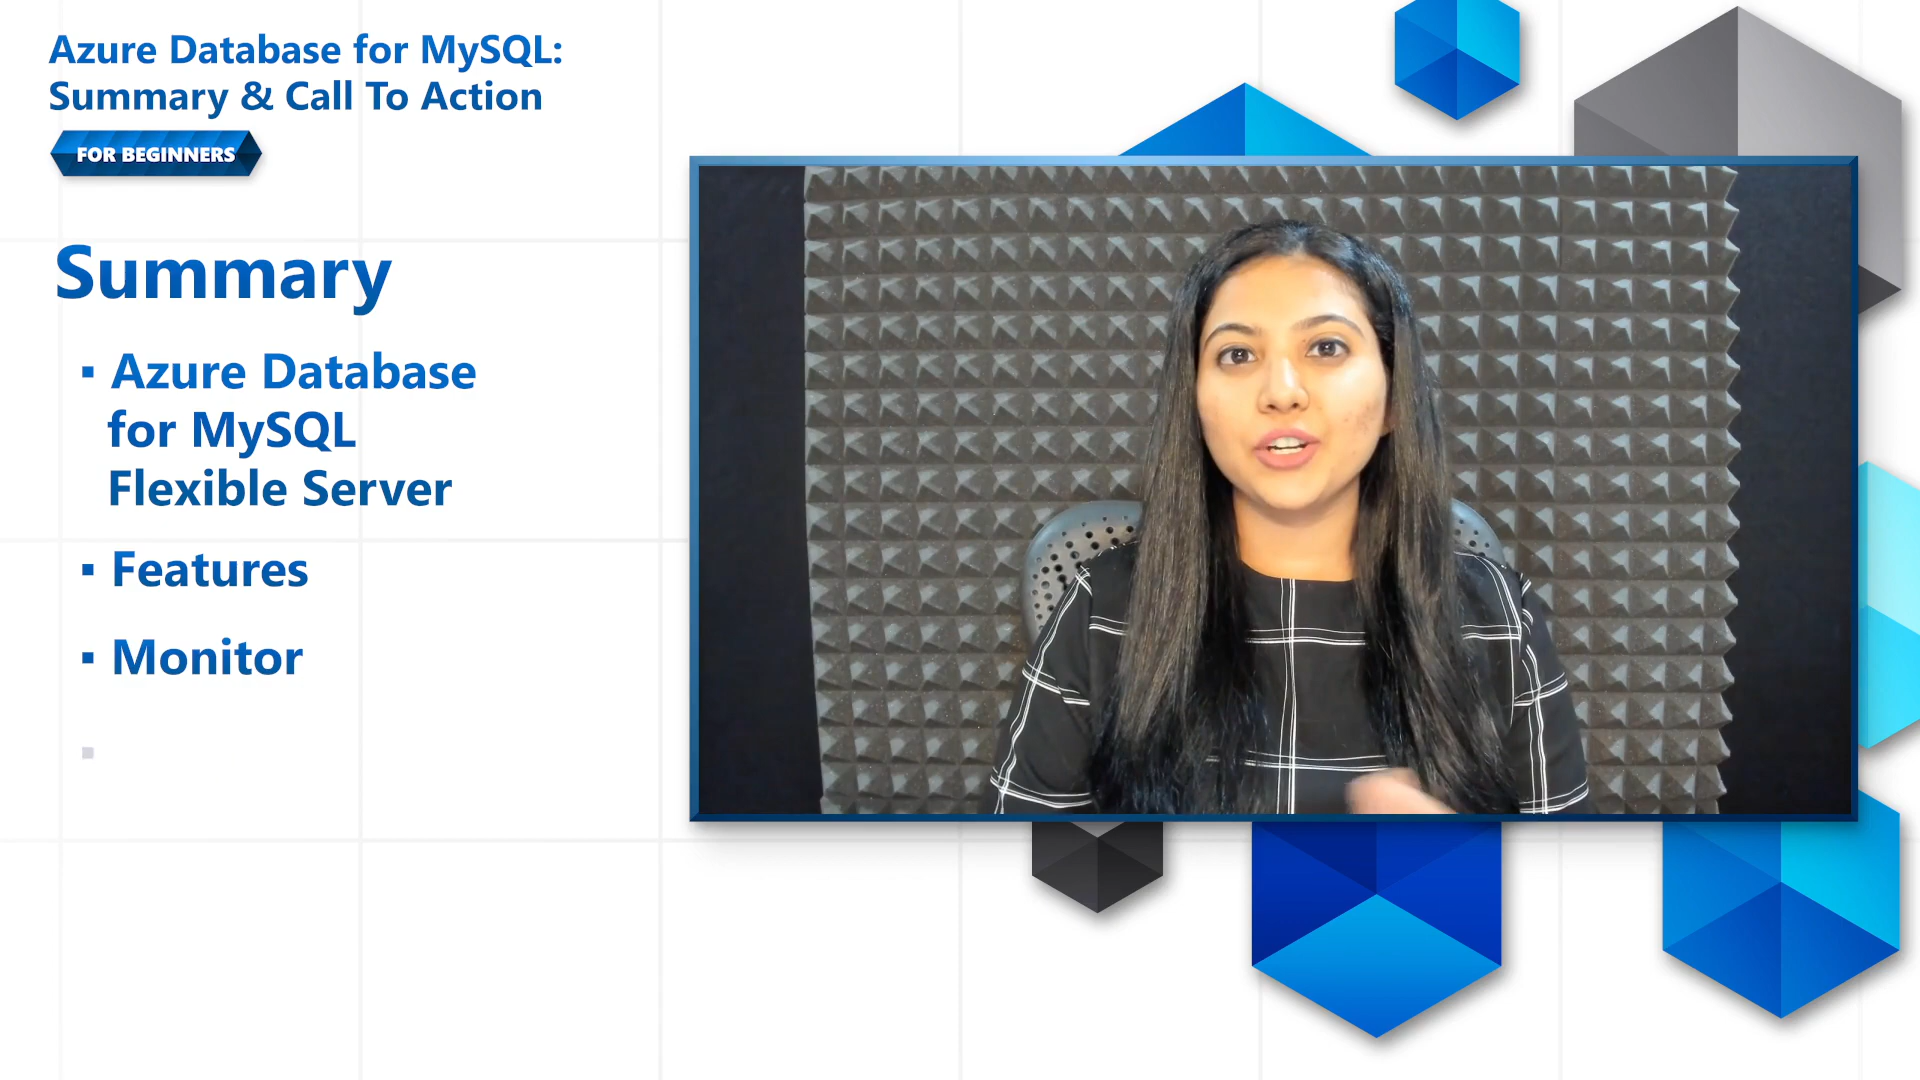 Azure Database for MySQL:
Summary & Call To Action
FOR BEGINNERS
Summary
▪ Azure Database
for MySQL
Flexible Server
▪ Features
▪ Monitor
▪